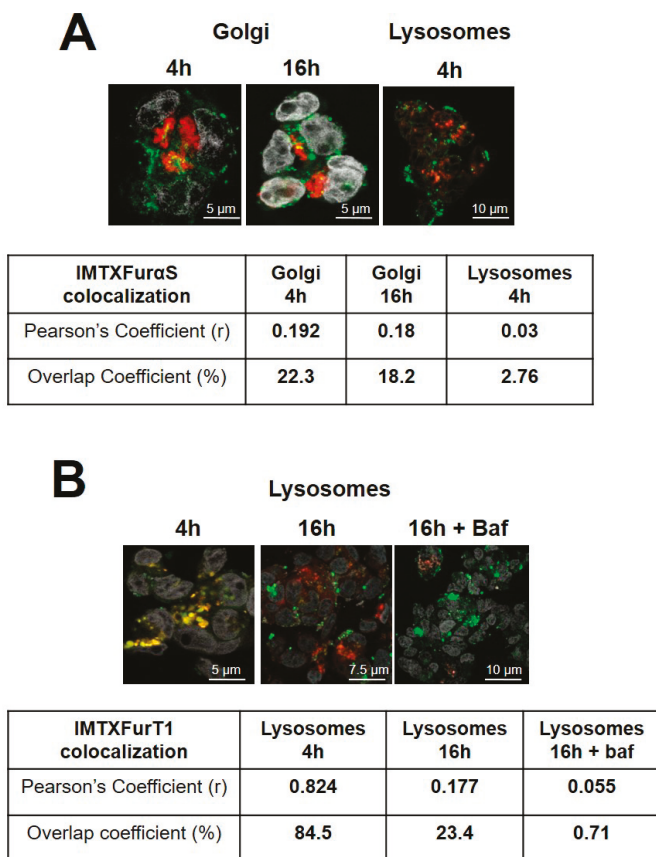 A
Golgi Lysosomes
4h 16h 4h
5 µm 5 µm 10 µm
IMTXFurαS colocalization Golgi 4h Golgi 16h Lysosomes 4h
Pearson's Coefficient (r) 0.192 0.18 0.03
Overlap Coefficient (%) 22.3 18.2 2.76
B
Lysosomes
4h 16h 16h + Baf
5 µm 7.5 µm 10 µm
IMTXFurT1 colocalization Lysosomes 4h Lysosomes 16h Lysosomes 16h + baf
Pearson's Coefficient (r) 0.824 0.177 0.055
Overlap coefficient (%) 84.5 23.4 0.71